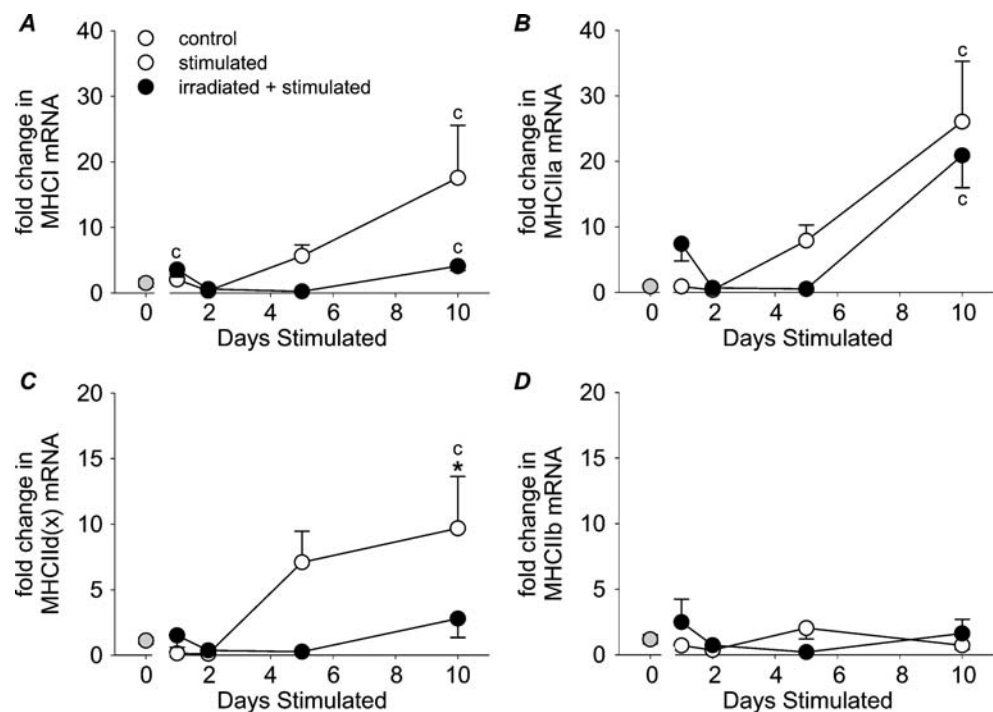 A
fold change in
MHCI mRNA
40
30
20
10
0
control
stimulated
irradiated + stimulated
c
c
c
0 2 4 6 8 10
Days Stimulated
B
fold change in
MHCIIa mRNA
40
30
20
10
0
c
c
0 2 4 6 8 10
Days Stimulated
C
fold change in
MHCIId(x) mRNA
20
15
10
5
0
c
*
0 2 4 6 8 10
Days Stimulated
D
fold change in
MHCIIb mRNA
20
15
10
5
0
0 2 4 6 8 10
Days Stimulated